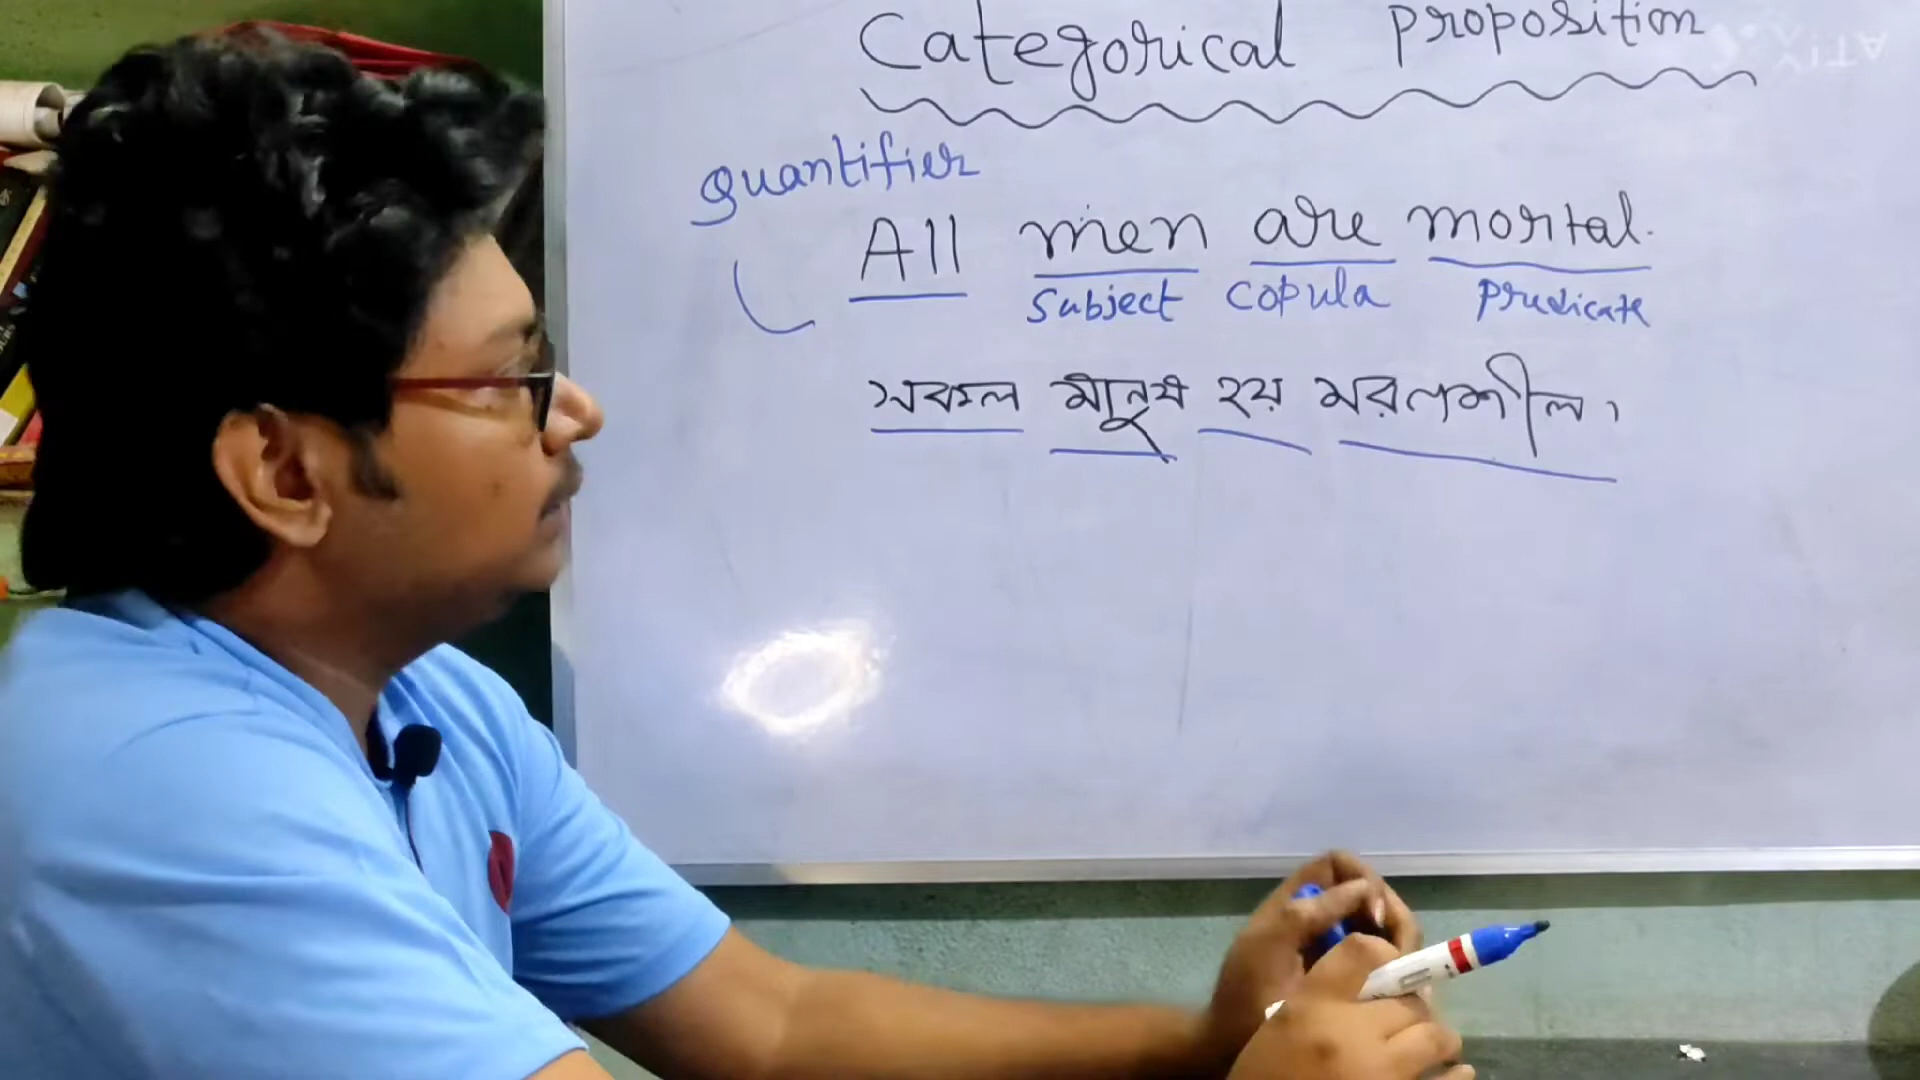 Categorical proposition
quantifier
All men are mortal.
Subject copula predicate
সকল মানুষ হয় মরণশীল।